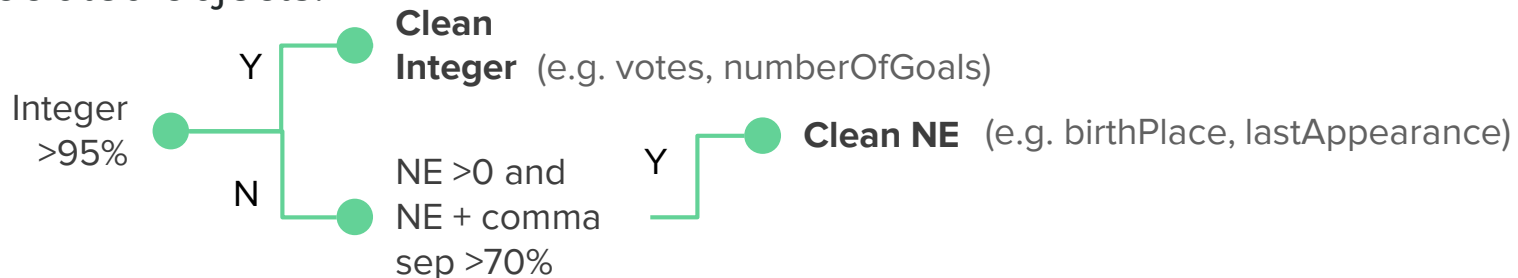 Clean
Integer (e.g. votes, numberOfGoals)
Y
Integer
>95%
N
NE >0 and
NE + comma
sep >70%
Y
Clean NE (e.g. birthPlace, lastAppearance)